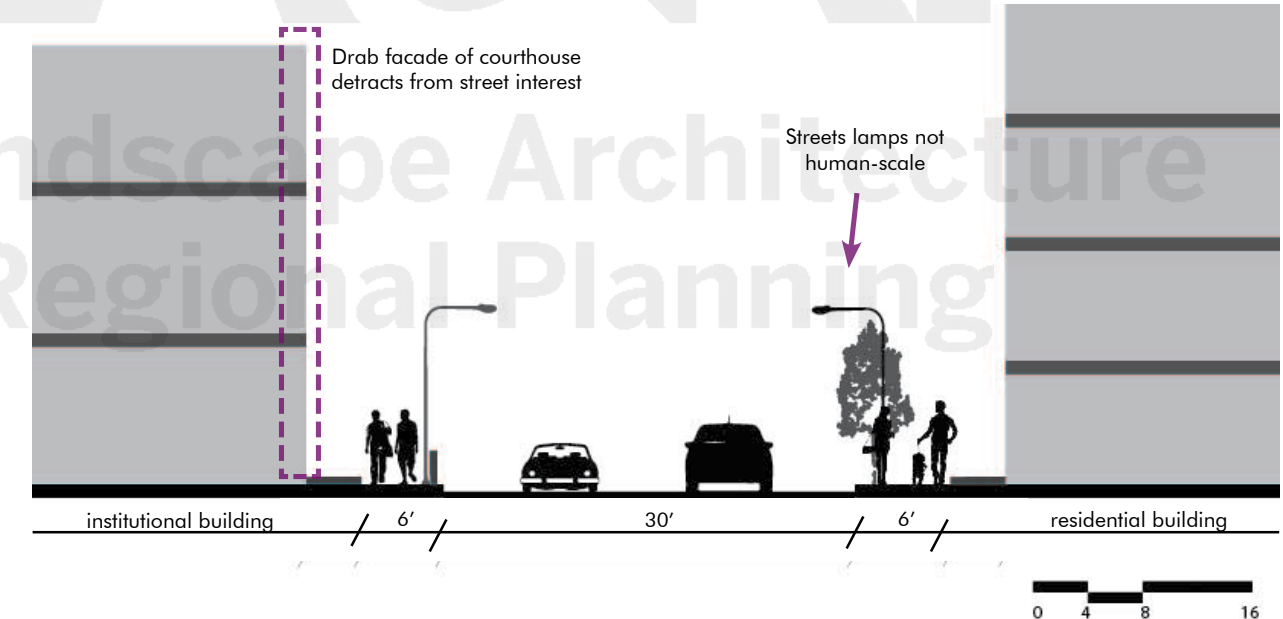 Drab facade of courthouse
detracts from street interest
Streets lamps not
human-scale
ndscape Architecture
Regional Planning
institutional building
6’
30’
6’
residential building
0 4 8 16